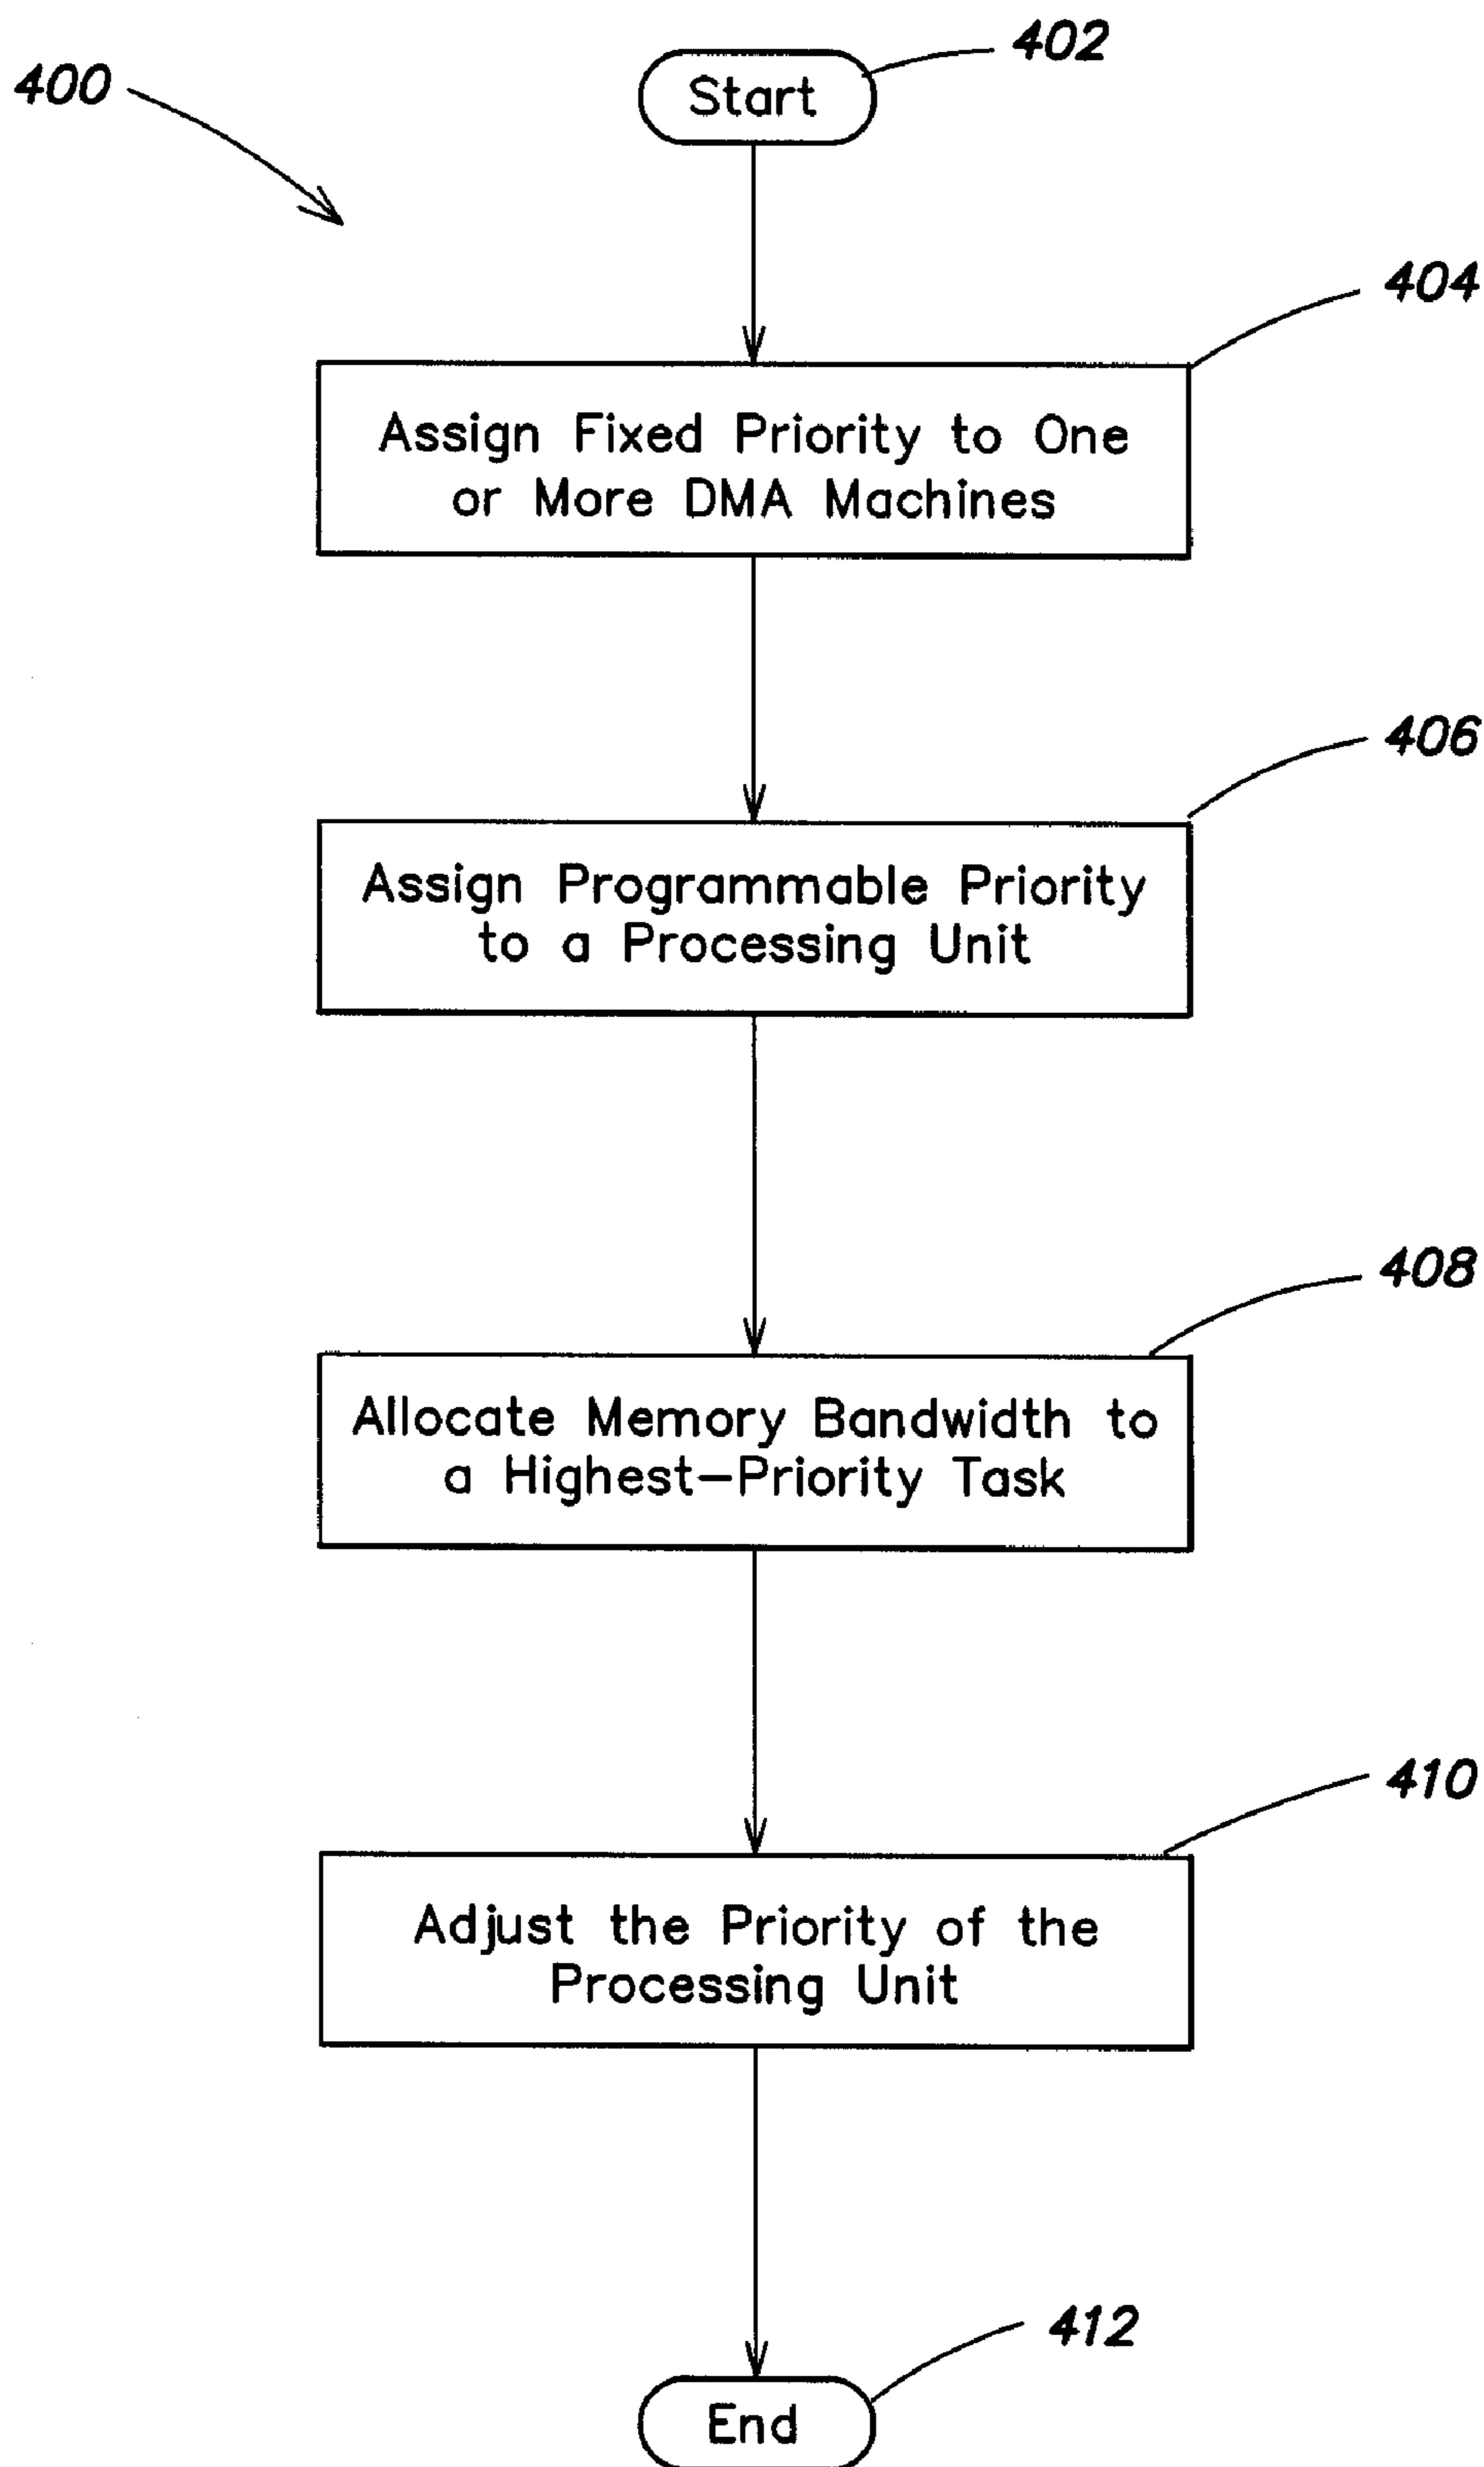 402
400
Start
404
Assign Fixed Priority to One
or More DMA Machines
406
Assign Programmable Priority
to a Processing Unit
408
Allocate Memory Bandwidth to
a Highest-Priority Task
410
Adjust the Priority of the
Processing Unit
412
End